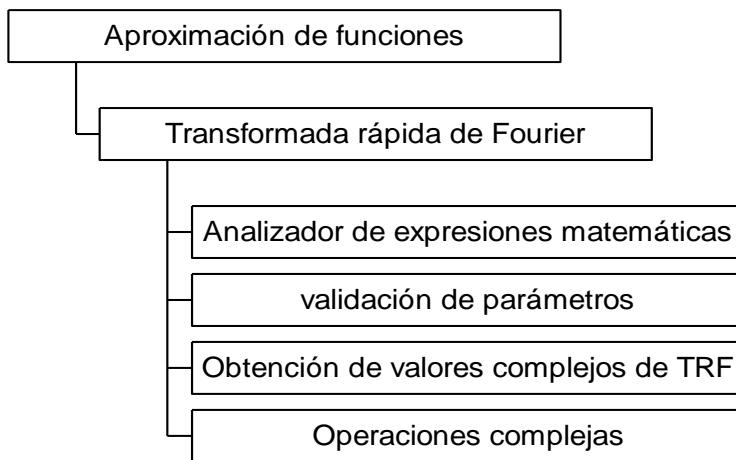 Aproximación de funciones
Transformada rápida de Fourier
Analizador de expresiones matemáticas
validación de parámetros
Obtención de valores complejos de TRF
Operaciones complejas